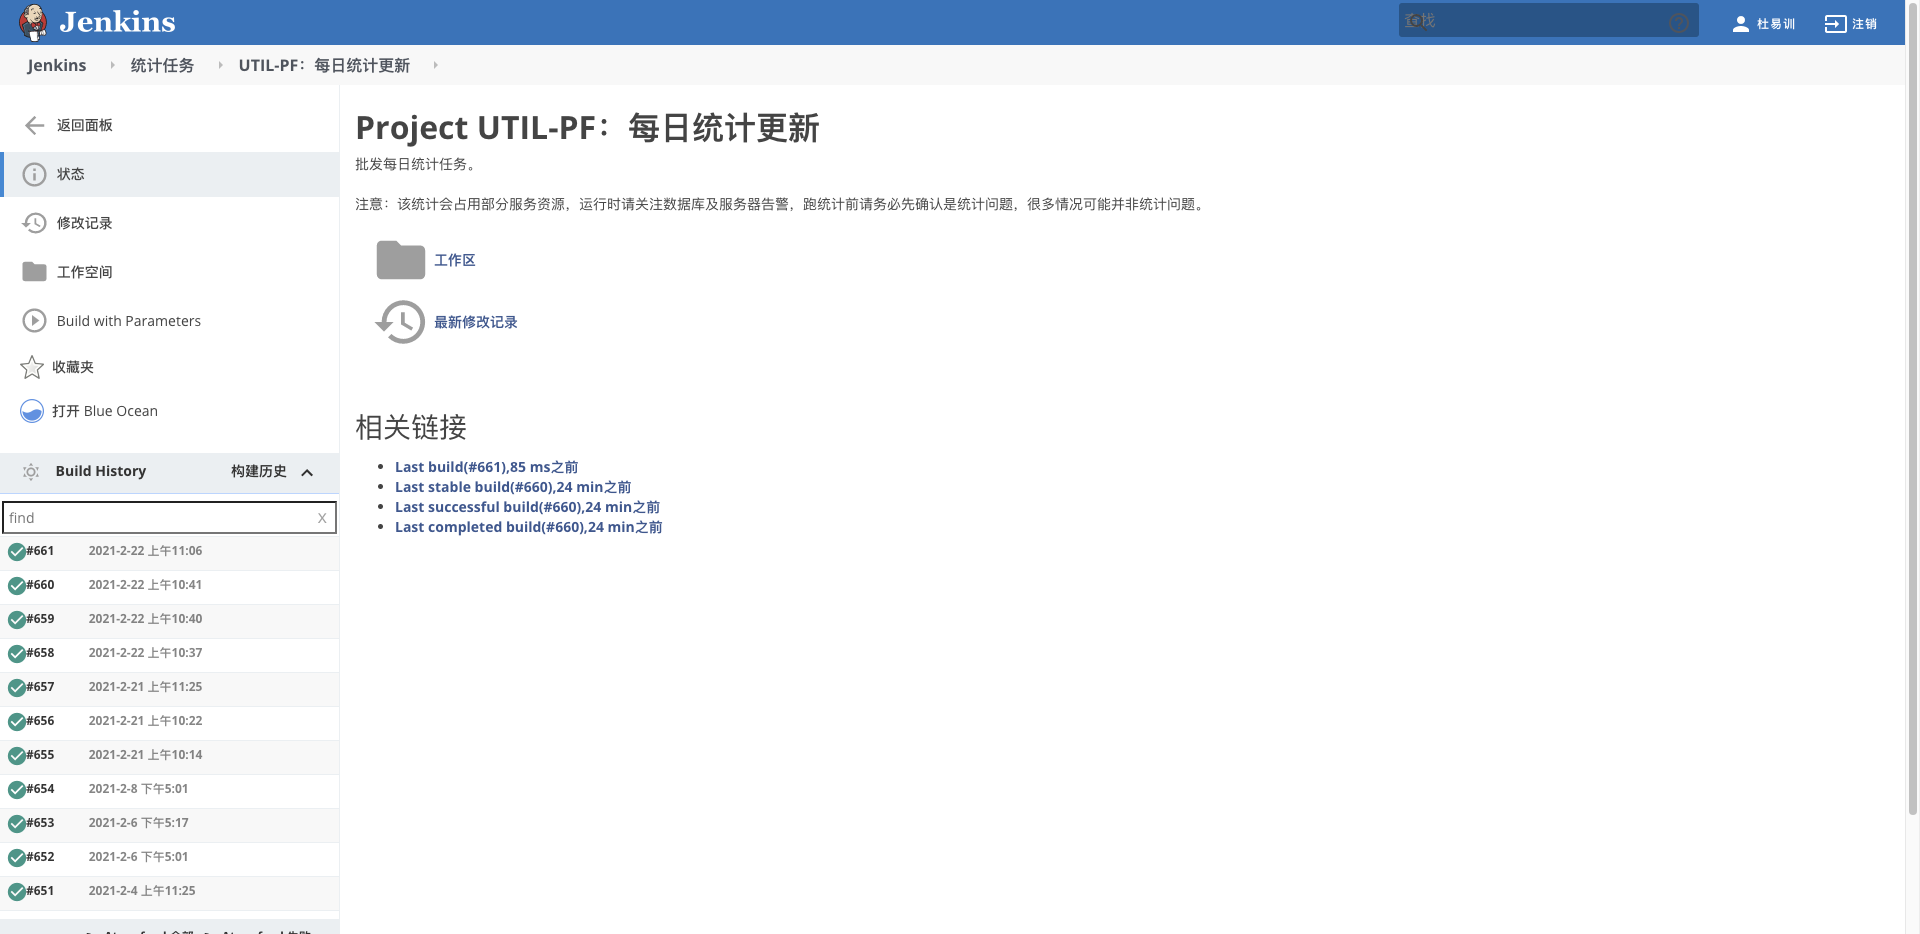 Jenkins
查找
杜易训
注销
Jenkins
统计任务
UTIL-PF：每日统计更新
返回面板
状态
修改记录
工作空间
Build with Parameters
收藏夹
打开 Blue Ocean
Build History 构建历史
find X
#661 2021-2-22 上午11:06
#660 2021-2-22 上午10:41
#659 2021-2-22 上午10:40
#658 2021-2-22 上午10:37
#657 2021-2-21 上午11:25
#656 2021-2-21 上午10:22
#655 2021-2-21 上午10:14
#654 2021-2-8 下午5:01
#653 2021-2-6 下午5:17
#652 2021-2-6 下午5:01
#651 2021-2-4 上午11:25
Project UTIL-PF：每日统计更新
批发每日统计任务。
注意：该统计会占用部分服务资源，运行时请关注数据库及服务器告警，跑统计前请务必先确认是统计问题，很多情况可能并非统计问题。
工作区
最新修改记录
相关链接
Last build(#661),85 ms之前
Last stable build(#660),24 min之前
Last successful build(#660),24 min之前
Last completed build(#660),24 min之前